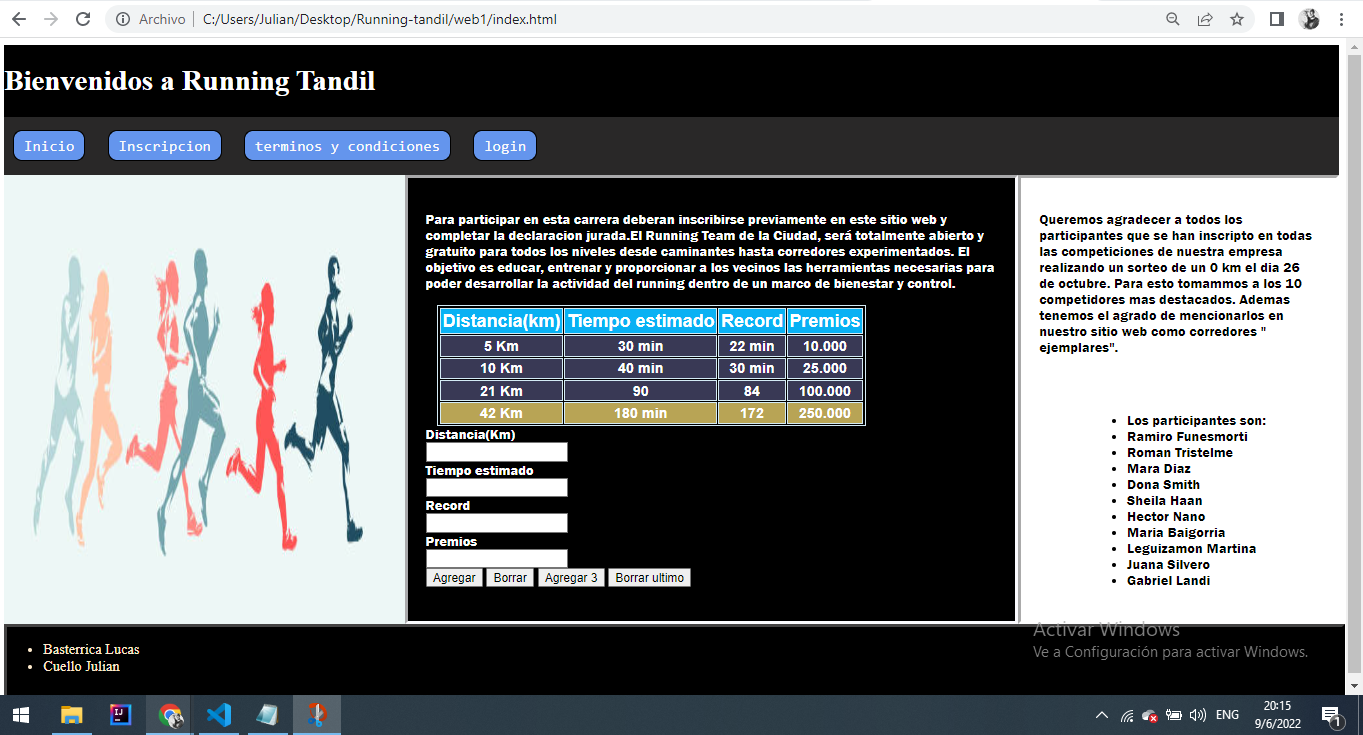 Archivo C:/Users/Julian/Desktop/Running-tandil/web1/index.html
Bienvenidos a Running Tandil
Inicio Inscripcion terminos y condiciones login
Para participar en esta carrera deberan inscribirse previamente en este sitio web y
completar la declaracion jurada.El Running Team de la Ciudad, será totalmente abierto y
gratuito para todos los niveles desde caminantes hasta corredores experimentados. El
objetivo es educar, entrenar y proporcionar a los vecinos las herramientas necesarias para
poder desarrollar la actividad del running dentro de un marco de bienestar y control.
Distancia(km) Tiempo estimado Record Premios
5 Km 30 min 22 min 10.000
10 Km 40 min 30 min 25.000
21 Km 90 84 100.000
42 Km 180 min 172 250.000
Distancia(Km)
Tiempo estimado
Record
Premios
Agregar Borrar Agregar 3 Borrar ultimo
Queremos agradecer a todos los
participantes que se han inscripto en todas
las competiciones de nuestra empresa
realizando un sorteo de un 0 km el dia 26
de octubre. Para esto tomammos a los 10
competidores mas destacados. Ademas
tenemos el agrado de mencionarlos en
nuestro sitio web como corredores "
ejemplares".
• Los participantes son:
• Ramiro Funesmorti
• Roman Tristelme
• Mara Diaz
• Dona Smith
• Sheila Haan
• Hector Nano
• Maria Baigorria
• Leguizamon Martina
• Juana Silvero
• Gabriel Landi
• Basterrica Lucas
• Cuello Julian
Activar Windows
Ve a Configuración para activar Windows.
IJ
ENG
20:15
9/6/2022
1